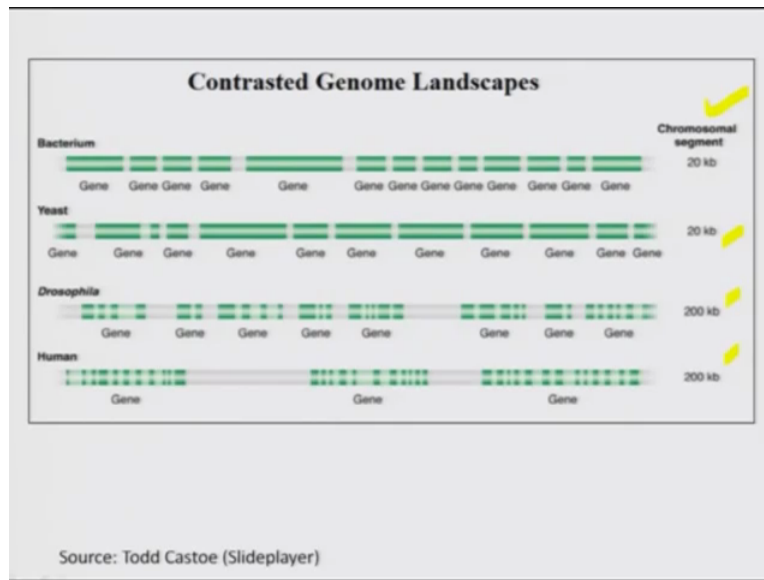 Contrasted Genome Landscapes
Chromosomal
segment
Bacterium
20 kb
Gene Gene Gene Gene Gene Gene Gene Gene Gene Gene Gene Gene Gene
Yeast
20 kb
Gene Gene Gene Gene Gene Gene Gene Gene Gene Gene Gene
Drosophila
200 kb
Gene Gene Gene Gene Gene Gene Gene Gene
Human
200 kb
Gene Gene Gene
Source: Todd Castoe (Slideplayer)